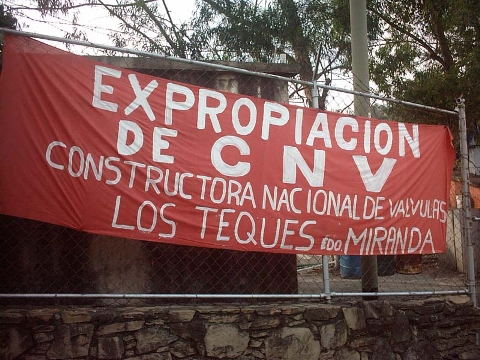 EXPROPIACION
DE CNV
CONSTRUCTORA NACIONAL DE VALVULAS
LOS TEQUES EDO. MIRANDA